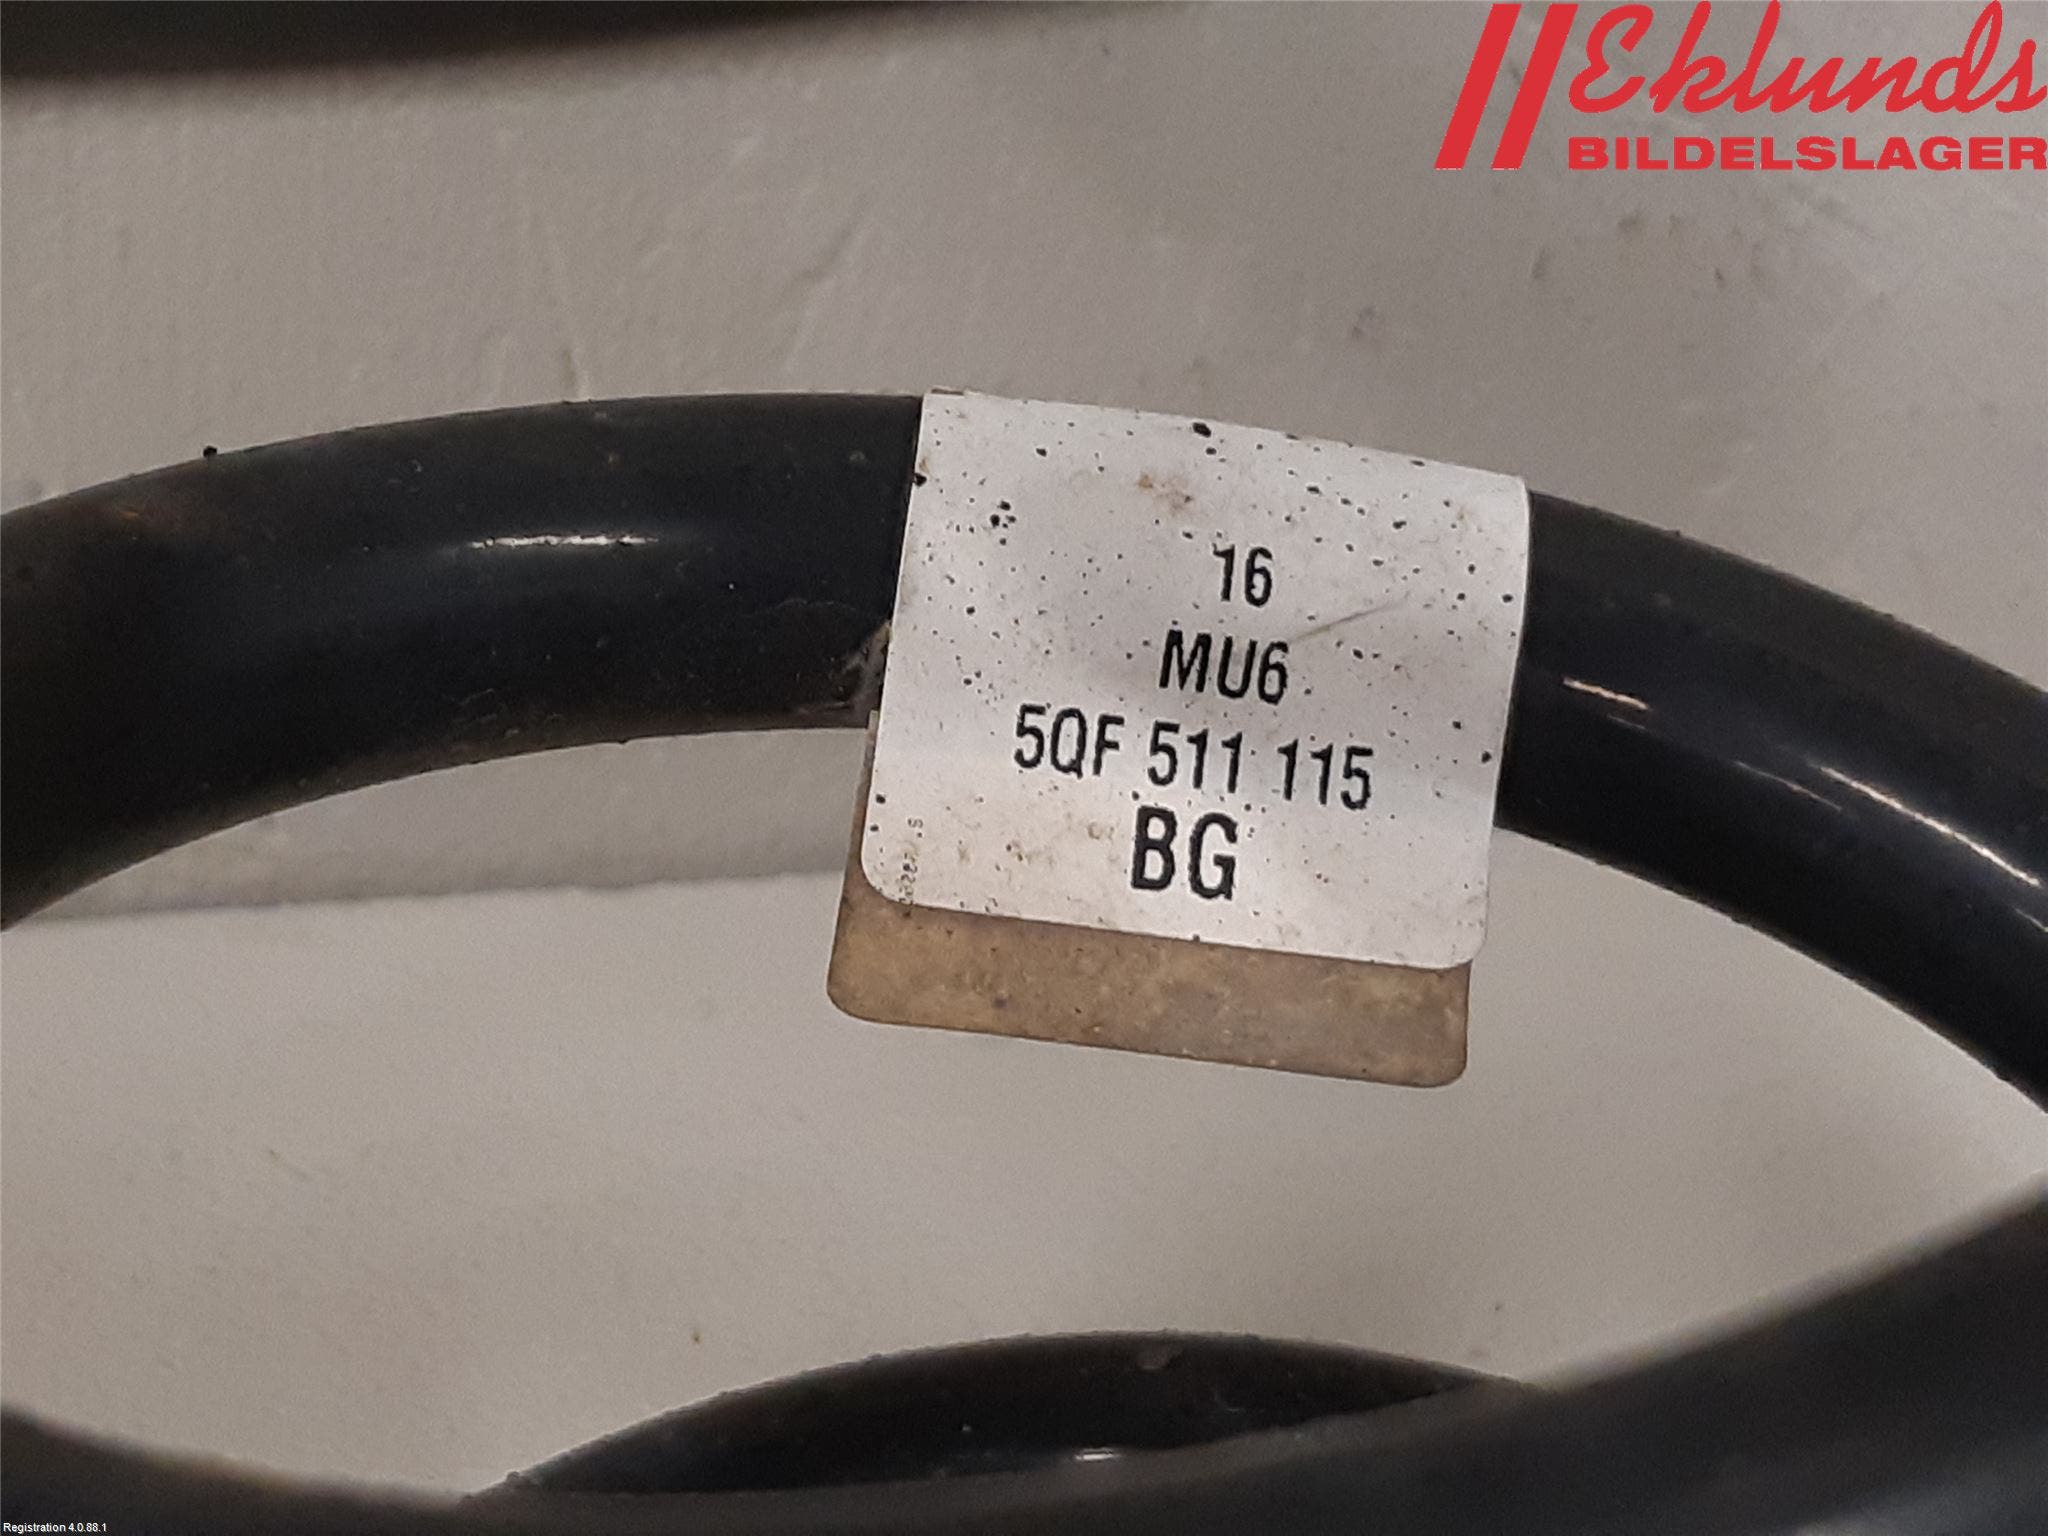 Eklunds
BILDELSLAGER
16
MU6
5QF 511 115
BG
Registration 4.0.88.1